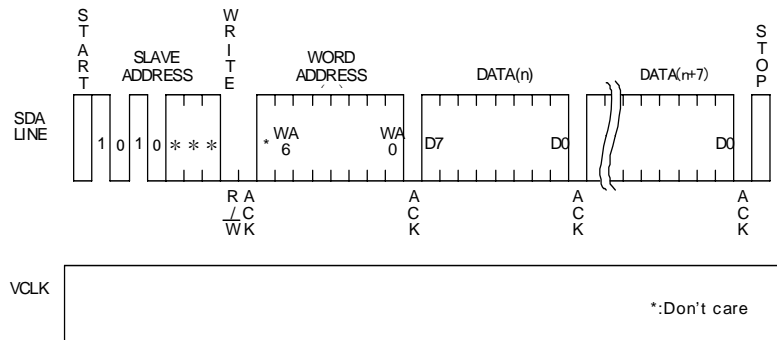 START
SLAVE
ADDRESS
WRITE
WORD
ADDRESS
DATA(n)
DATA(n+7)
STOP
SDA
LINE
1 0 1 0 * * *
* WA
6
WA
0
D7
D0
D0
R/W
ACK
ACK
ACK
ACK
VCLK
*:Don't care